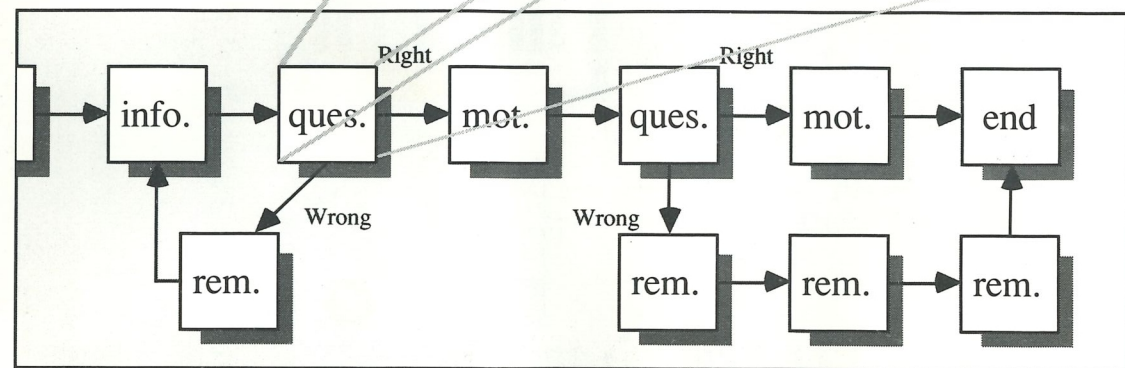 Right Right
info. ques. mot. ques. mot. end
Wrong Wrong
rem. rem. rem. rem.